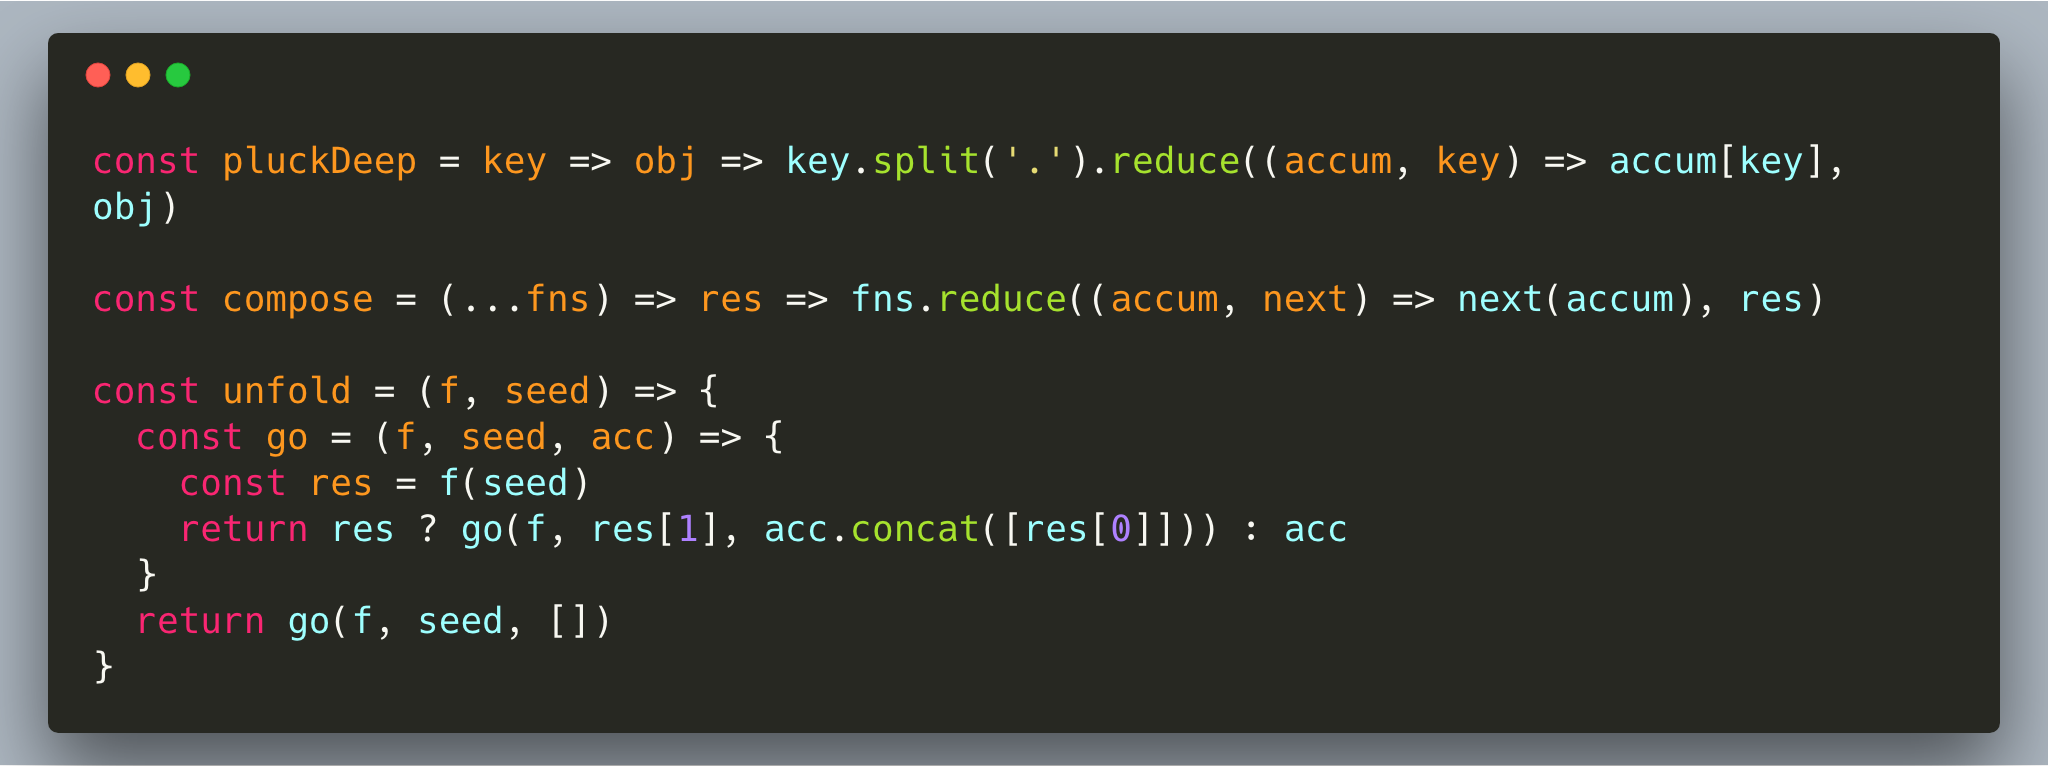 const pluckDeep = key => obj => key.split('.').reduce((accum, key) => accum[key],
obj)

const compose = (...fns) => res => fns.reduce((accum, next) => next(accum), res)

const unfold = (f, seed) => {
  const go = (f, seed, acc) => {
    const res = f(seed)
    return res ? go(f, res[1], acc.concat([res[0]])) : acc
  }
  return go(f, seed, [])
}